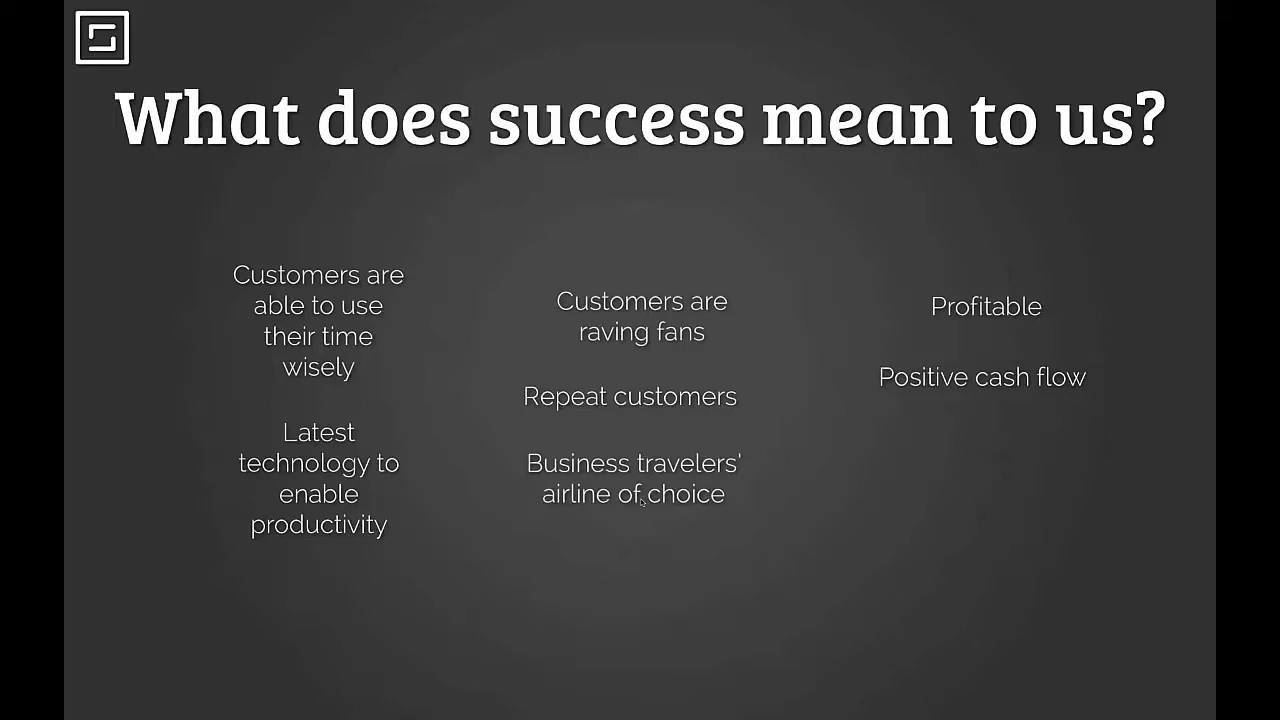 What does success mean to us?
Customers are
able to use
their time
wisely
Latest
technology to
enable
productivity
Customers are
raving fans
Repeat customers
Business travelers'
airline of choice
Profitable
Positive cash flow